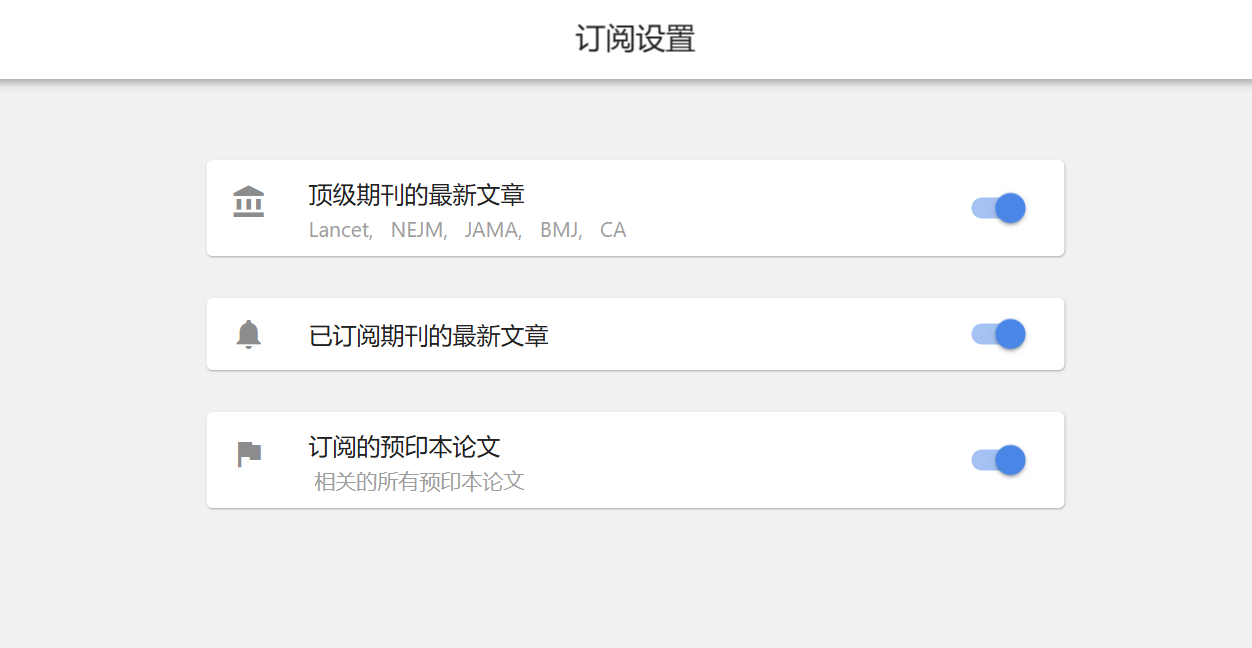 订阅设置
顶级期刊的最新文章
Lancet, NEJM, JAMA, BMJ, CA
已订阅期刊的最新文章
订阅的预印本论文
相关的所有预印本论文